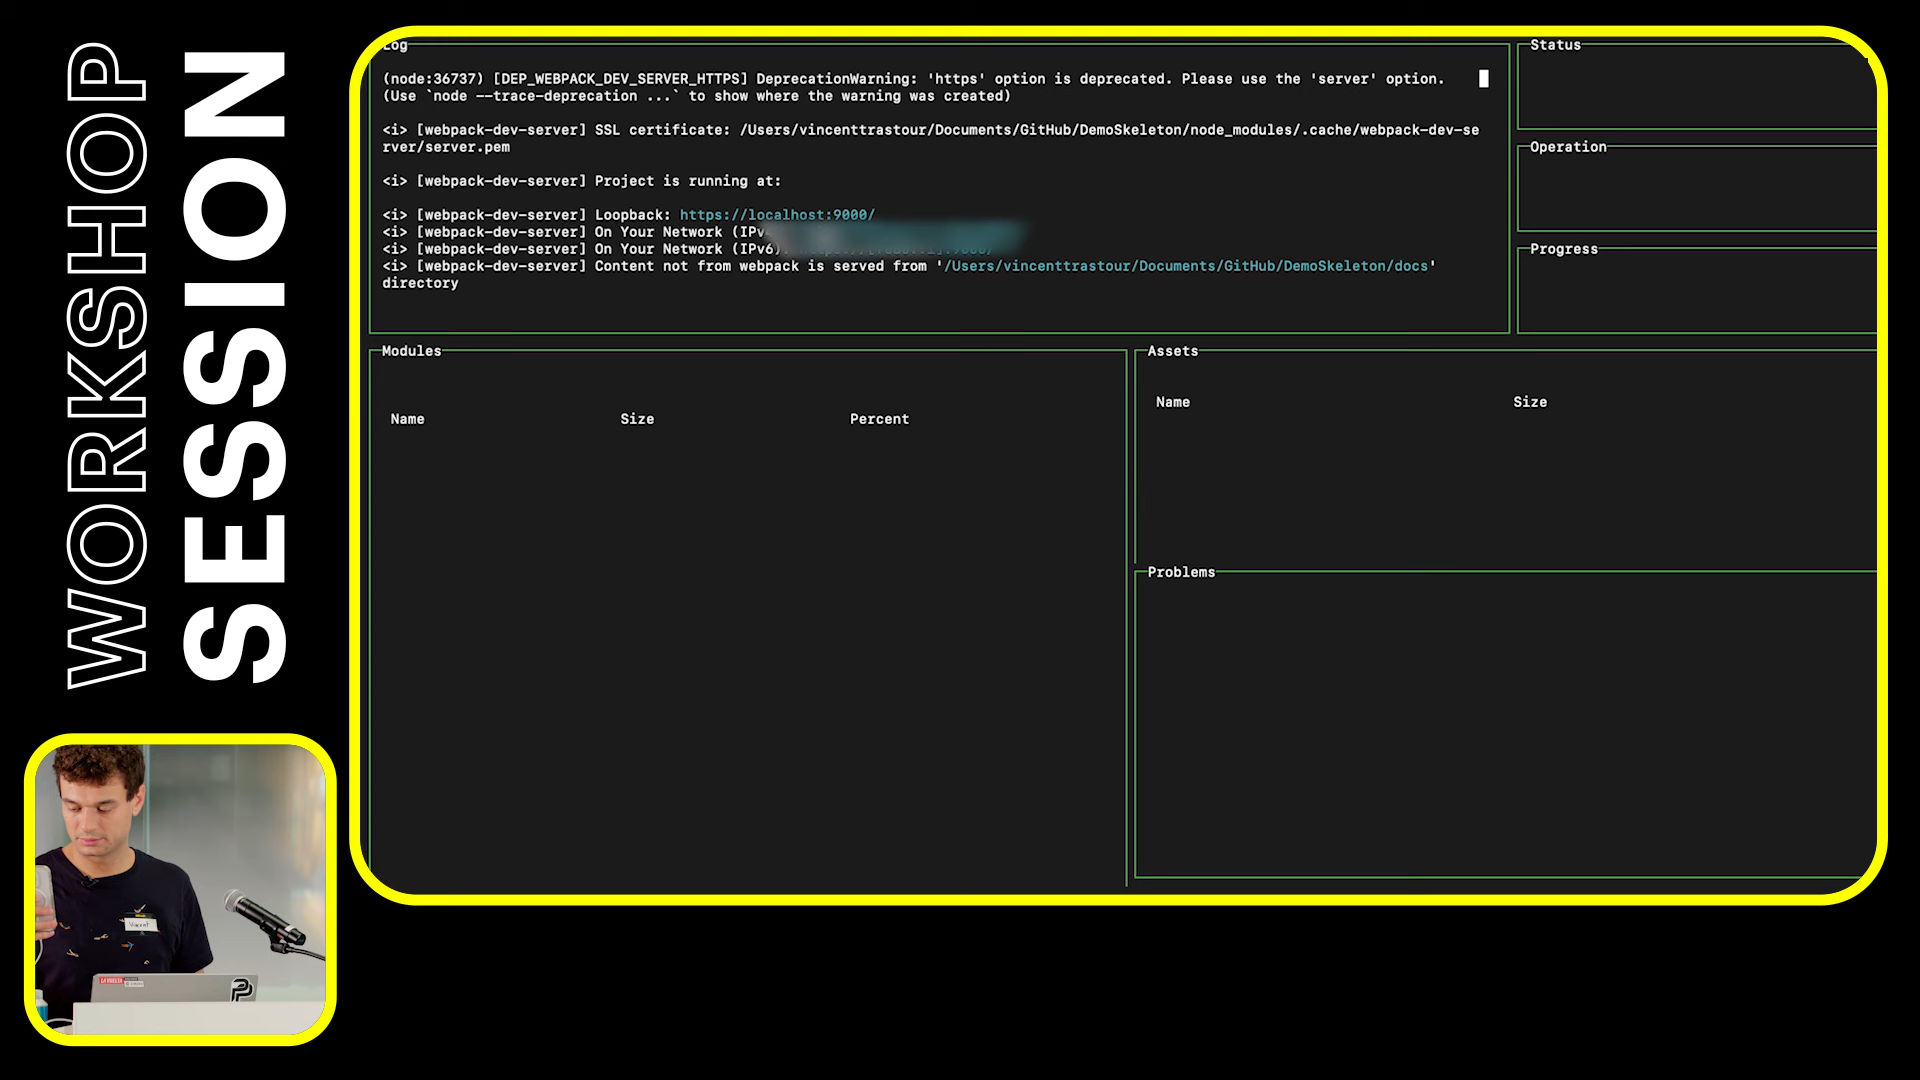 WORKSHOP
SESSION
Log
(node:36737) [DEP_WEBPACK_DEV_SERVER_HTTPS] DeprecationWarning: 'https' option is deprecated. Please use the 'server' option.
(Use `node --trace-deprecation ...` to show where the warning was created)
<i> [webpack-dev-server] SSL certificate: /Users/vincenttrastour/Documents/GitHub/DemoSkeleton/node_modules/.cache/webpack-dev-se
rver/server.pem
<i> [webpack-dev-server] Project is running at:
<i> [webpack-dev-server] Loopback: https://localhost:9000/
<i> [webpack-dev-server] On Your Network
<i> [webpack-dev-server] On Your Network (IPv6)
<i> [webpack-dev-server] Content not from webpack is served from '/Users/vincenttrastour/Documents/GitHub/DemoSkeleton/docs'
directory
Status
Operation
Progress
Modules
Name Size Percent
Assets
Name Size
Problems
Vincent
LA VUELTA